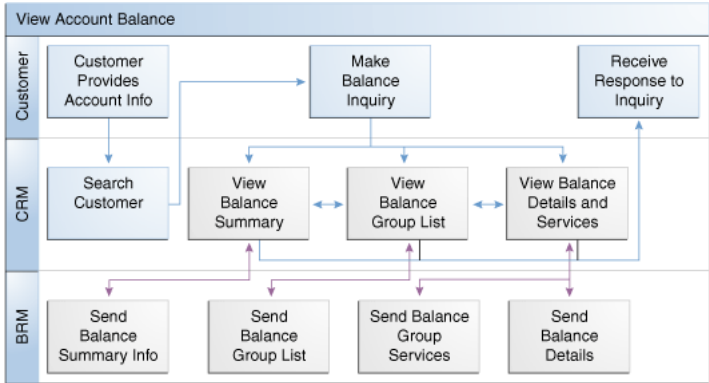 View Account Balance
Customer
Customer
Provides
Account Info
Make
Balance
Inquiry
Receive
Response to
Inquiry
CRM
Search
Customer
View
Balance
Summary
View
Balance
Group List
View Balance
Details and
Services
BRM
Send
Balance
Summary Info
Send
Balance
Group List
Send Balance
Group
Services
Send
Balance
Details